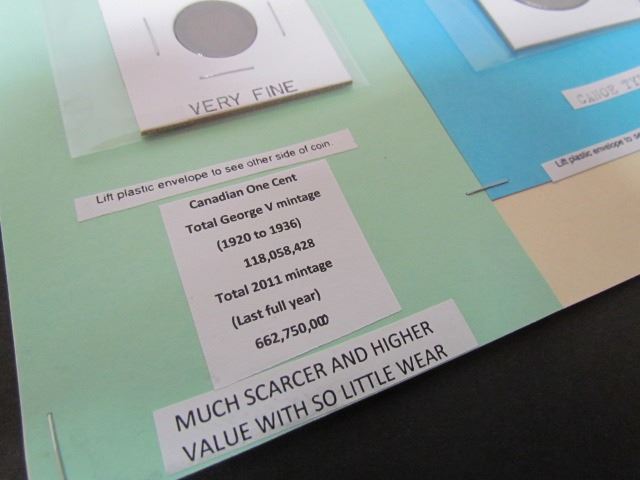 VERY FINE
Lift plastic envelope to see other side of coin.
Canadian One Cent
Total George V mintage
(1920 to 1936)
118,058,428
Total 2011 mintage
(Last full year)
662,750,000
MUCH SCARCER AND HIGHER
VALUE WITH SO LITTLE WEAR
CANOE
Lift plastic envelope to se